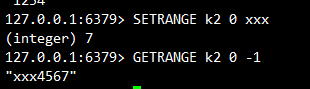 1234
127.0.0.1:6379> SETRANGE k2 0 xxx
(integer) 7
127.0.0.1:6379> GETRANGE k2 0 -1
"xxx4567"